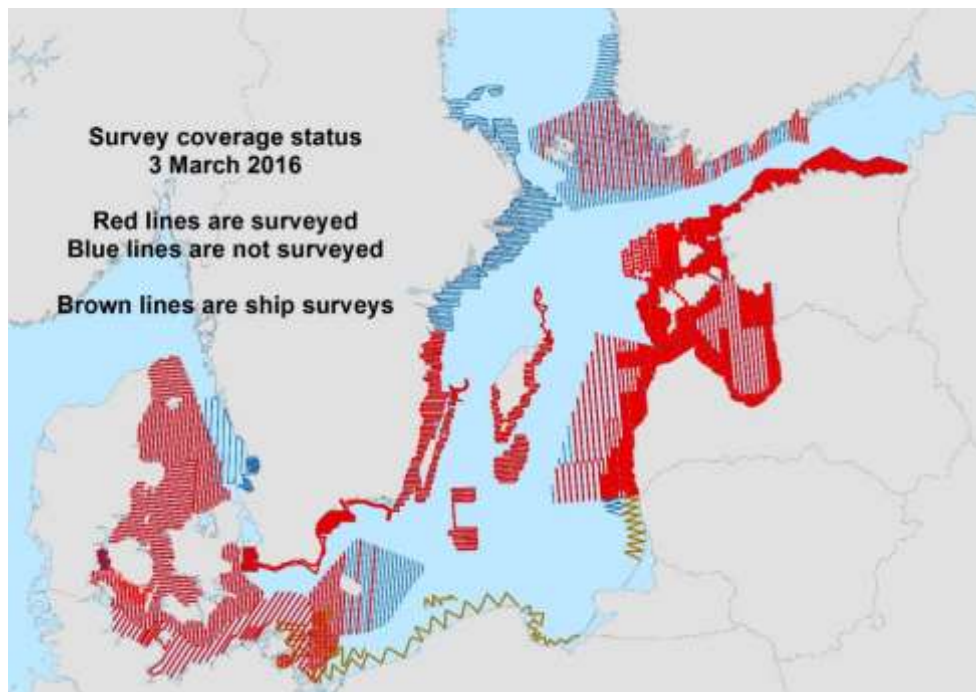 Survey coverage status
3 March 2016
Red lines are surveyed
Blue lines are not surveyed
Brown lines are ship surveys